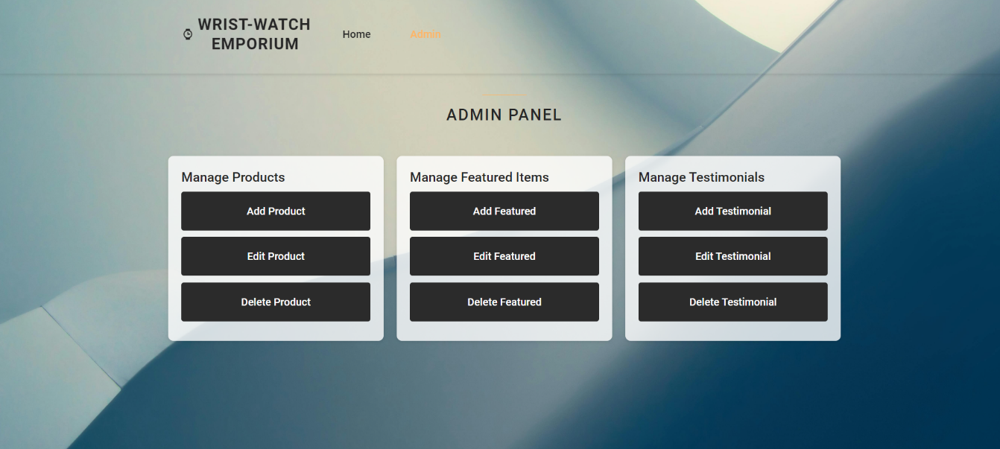 WRIST-WATCH
EMPORIUM
Home
Admin
ADMIN PANEL
Manage Products
Add Product
Edit Product
Delete Product
Manage Featured Items
Add Featured
Edit Featured
Delete Featured
Manage Testimonials
Add Testimonial
Edit Testimonial
Delete Testimonial